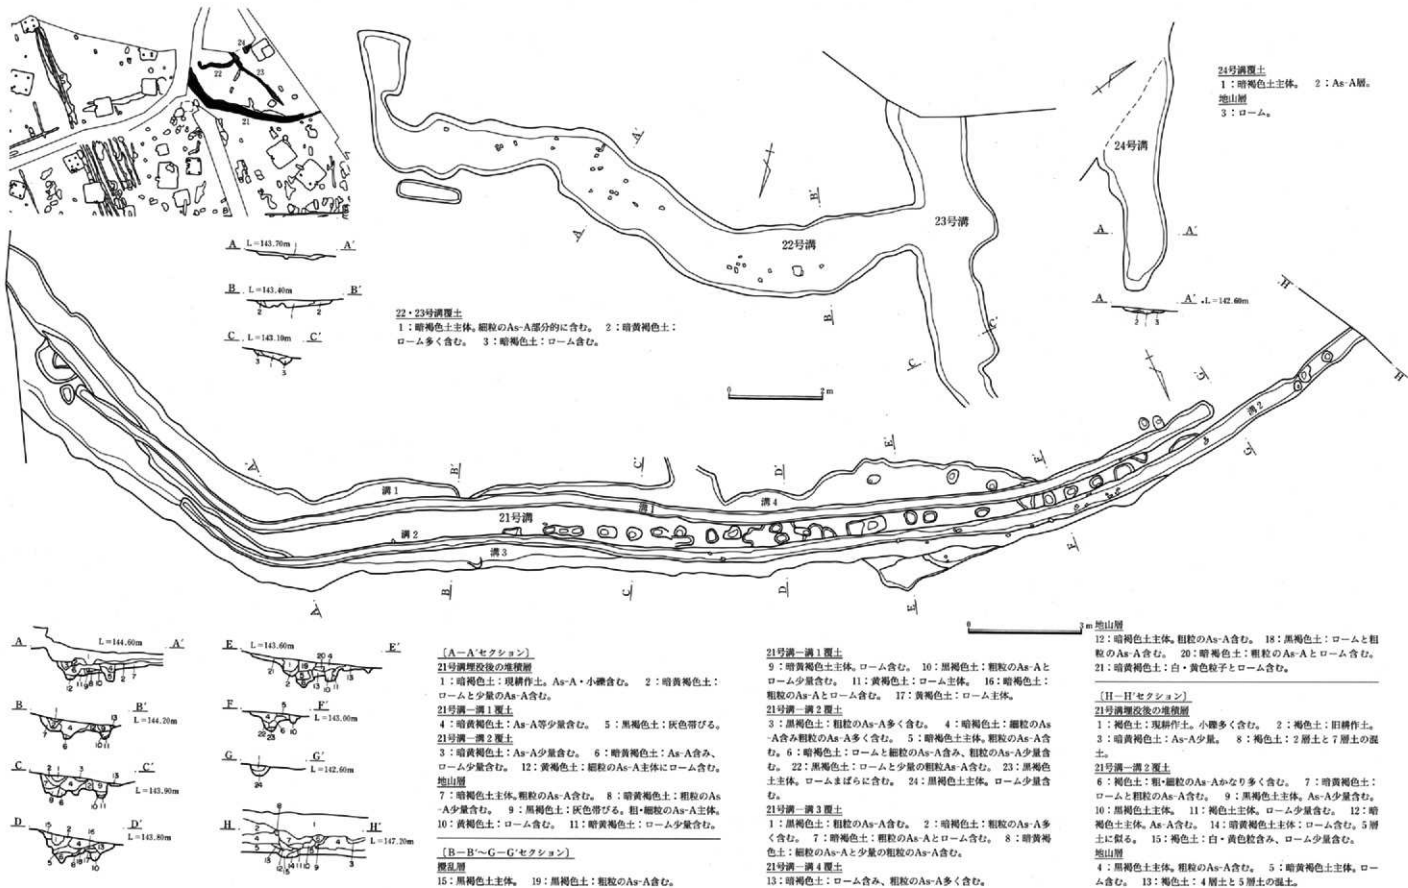 24
22
23
21
A L=143.70m A′
B L=143.40m B′
2 2
C L=143.10m C′
3 3
22・23号溝覆土
1：暗褐色土主体。細粒のAs-A部分的に含む。 2：暗黄褐色土：
ローム多く含む。 3：暗褐色土：ローム含む。
A′
A
B′
B
22号溝
23号溝
C′
C
0 2m
24号溝覆土
1：暗褐色土主体。 2：As-A層。
地山層
3：ローム。
24号溝
A A′
A A′ L=142.60m
2 3
H
H
G′
溝2
G
F′
F
E′
E
D′
D
溝4
C′
C
B′
B
溝1
A′
A
21号溝
溝2
溝3
0 3m
A L=144.60m A′
B B′
L=144.20m
C C′
L=143.90m
D D′
L=143.80m
E L=143.60m E′
F F′
L=143.00m
G G′
L=142.60m
H H′
L=147.20m
〔A－A′セクション〕
21号溝埋没後の堆積層
1：暗褐色土：現耕作土。As-A・小礫含む。 2：暗黄褐色土：
ロームと少量のAs-A含む。
21号溝－溝1覆土
4：暗黄褐色土：As-A等少量含む。 5：黒褐色土：灰色帯びる。
21号溝－溝2覆土
3：暗黄褐色土：As-A少量含む。 6：暗黄褐色土：As-A含み、
ローム少量含む。 12：黄褐色土：細粒のAs-A主体にローム含む。
地山層
7：暗褐色土主体。粗粒のAs-A含む。 8：暗黄褐色土：粗粒のAs
-A少量含む。 9：黒褐色土：灰色帯びる。粗・細粒のAs-A主体。
10：黄褐色土：ローム含む。 11：暗黄褐色土：ローム少量含む。
〔B－B′～G－G′セクション〕
攪乱層
15：黒褐色土主体。 19：黒褐色土：粗粒のAs-A含む。
21号溝－溝1覆土
9：暗黄褐色土主体。ローム含む。 10：黒褐色土：粗粒のAs-Aと
ローム少量含む。 11：黄褐色土：ローム主体。 16：暗褐色土：
粗粒のAs-Aとローム含む。 17：黄褐色土：ローム主体。
21号溝－溝2覆土
3：黒褐色土：粗粒のAs-A多く含む。 4：暗褐色土：細粒のAs
-A含み粗粒のAs-A多く含む。 5：暗褐色土主体。粗粒のAs-A含
む。6：暗褐色土：ロームと細粒のAs-A含み、粗粒のAs-A少量含
む。 22：黒褐色土：ロームと少量の粗粒As-A含む。 23：黒褐色
土主体。ロームまばらに含む。 24：黒褐色土主体。ローム少量含
む。
21号溝－溝3覆土
1：黒褐色土：粗粒のAs-A含む。 2：暗褐色土：粗粒のAs-A多
く含む。 7：暗褐色土：粗粒のAs-Aとローム含む。 8：暗黄褐
色土：細粒のAs-Aと少量の粗粒のAs-A含む。
21号溝－溝4覆土
13：暗褐色土：ローム含み、粗粒のAs-A多く含む。
地山層
12：暗褐色土主体。粗粒のAs-A含む。 18：黒褐色土：ロームと粗
粒のAs-A含む。 20：暗褐色土：粗粒のAs-Aとローム含む。
21：暗黄褐色土：白・黄色粒子とローム含む。
〔H－H′セクション〕
21号溝埋没後の堆積層
1：褐色土：現耕作土。小礫多く含む。 2：褐色土：旧耕作土。
3：暗黄褐色土：As-A少量。 8：褐色土：2層土と7層土の混
土。
21号溝－溝2覆土
6：褐色土：粗・細粒のAs-Aかなり多く含む。 7：暗黄褐色土：
ロームと粗粒のAs-A含む。 9：黒褐色土主体。As-A少量含む。
10：黒褐色土主体。 11：褐色土主体。ローム少量含む。 12：暗
褐色土主体。As-A含む。 14：暗黄褐色土主体：ローム含む。5層
土に似る。 15：褐色土：白・黄色粒含み、ローム少量含む。
地山層
4：黒褐色土主体。粗粒のAs-A含む。 5：暗黄褐色土主体。ロー
ム含む。 13：褐色土：4層土と5層土の混土。